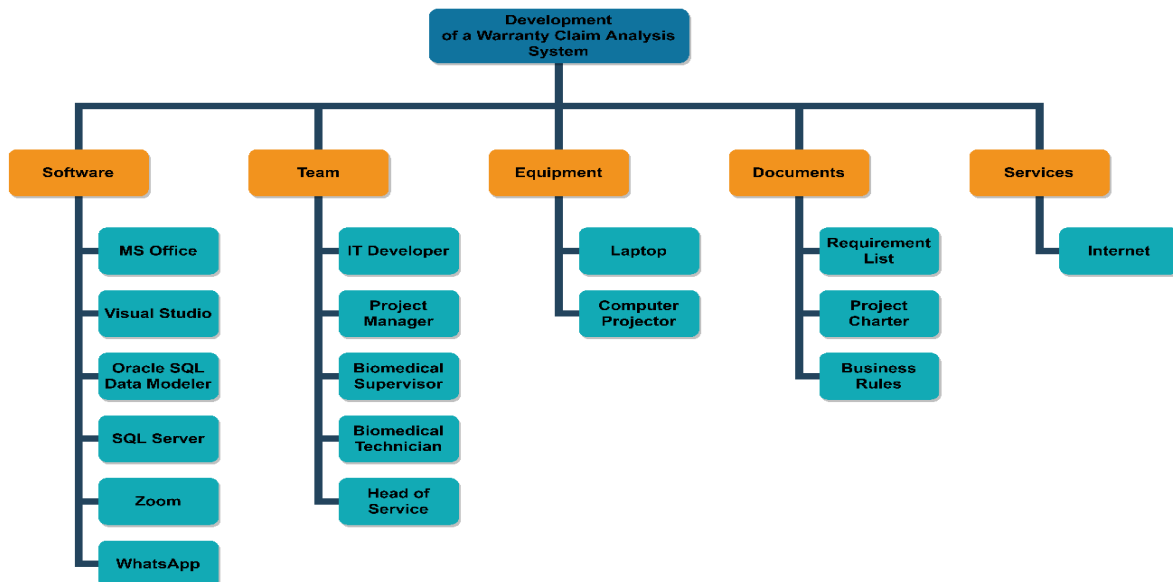 Development
of a Warranty Claim Analysis
System
Software
Team
Equipment
Documents
Services
MS Office
Visual Studio
Oracle SQL
Data Modeler
SQL Server
Zoom
WhatsApp
IT Developer
Project
Manager
Biomedical
Supervisor
Biomedical
Technician
Head of
Service
Laptop
Computer
Projector
Requirement
List
Project
Charter
Business
Rules
Internet